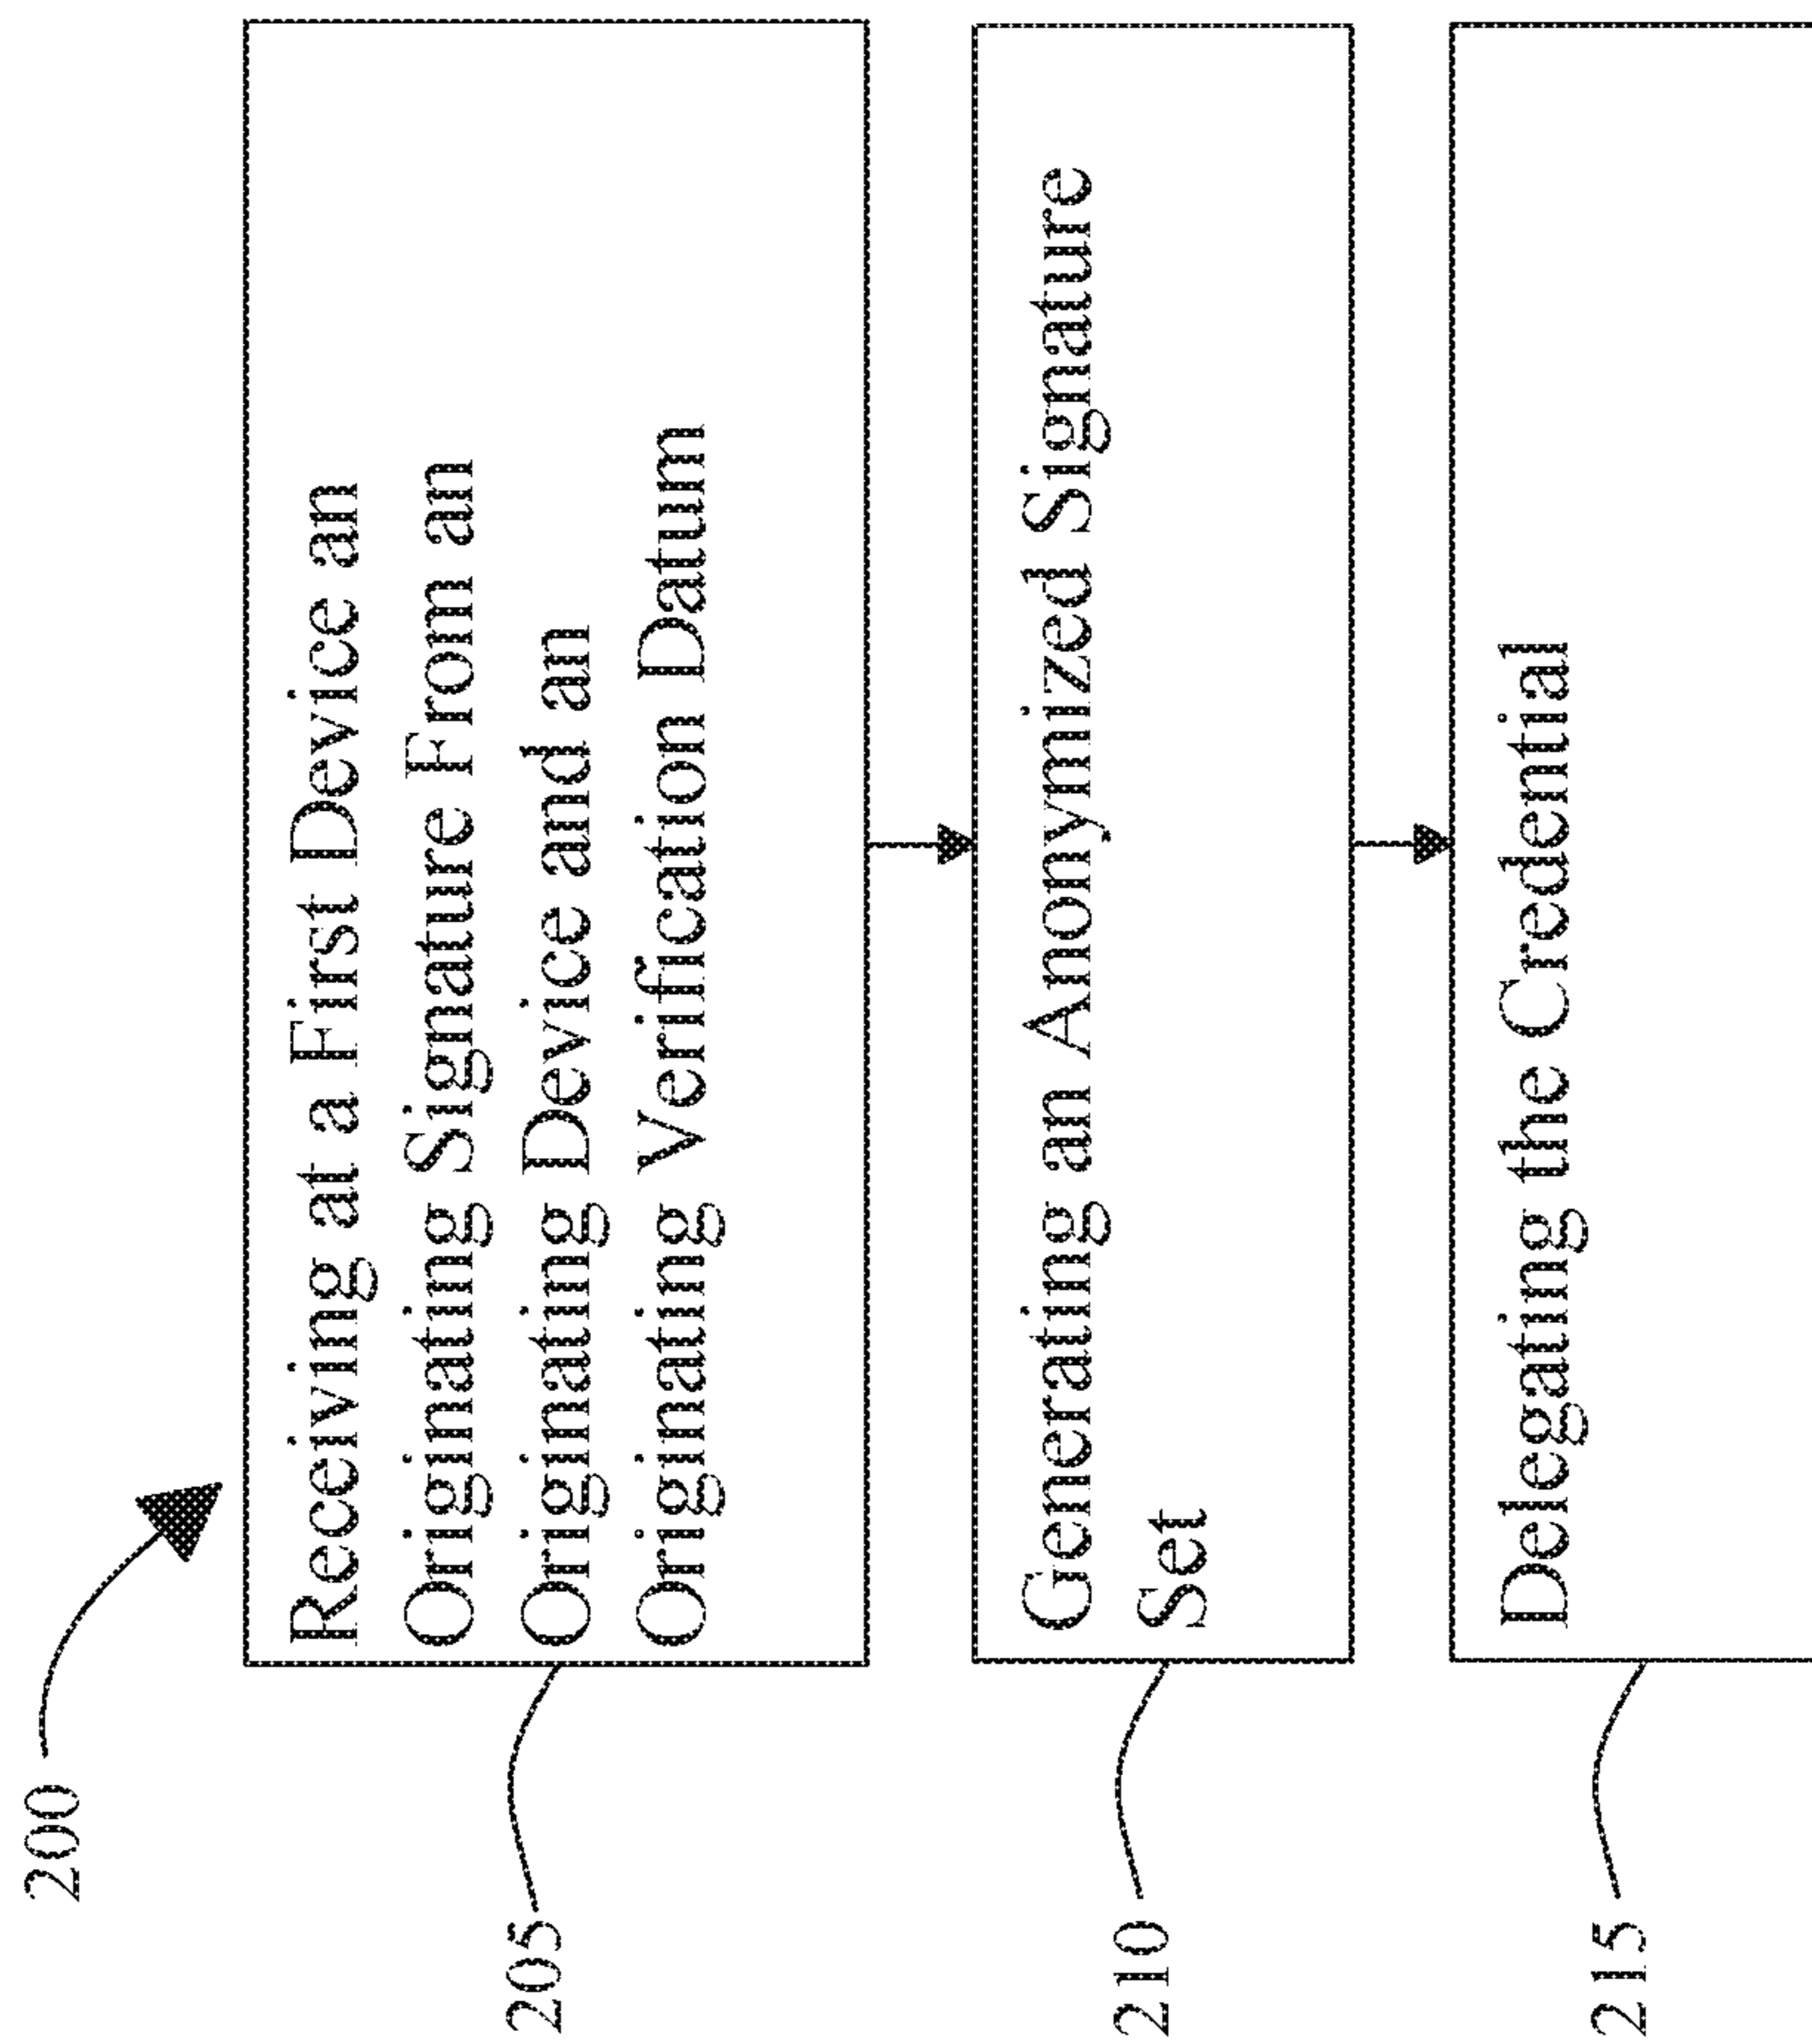 200
205
Receiving at a First Device an
Originating Signature From an
Originating Device and an
Originating Verification Datum
210
Generating an Anonymized Signature
Set
215
Delegating the Credential